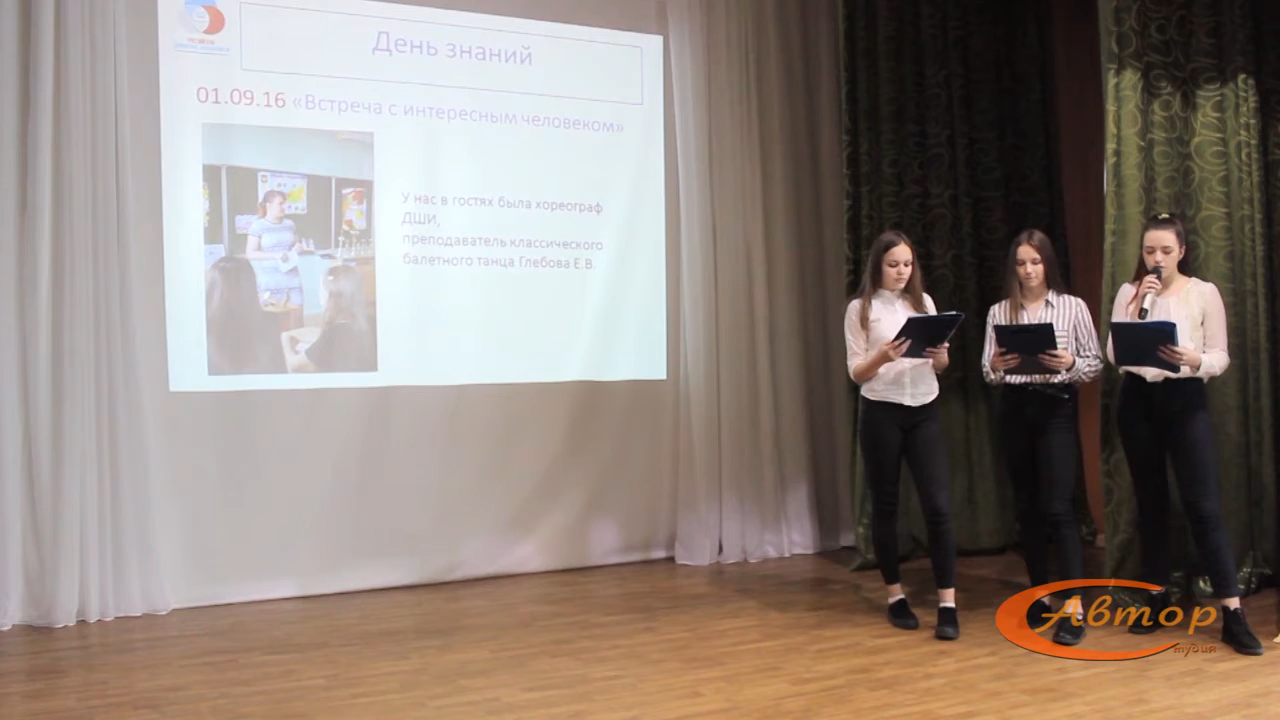 День знаний
01.09.16 «Встреча с интересным человеком»
У нас в гостях была хореограф
ДШИ,
преподаватель классического
балетного танца Глебова Е.В.
Автор
студия